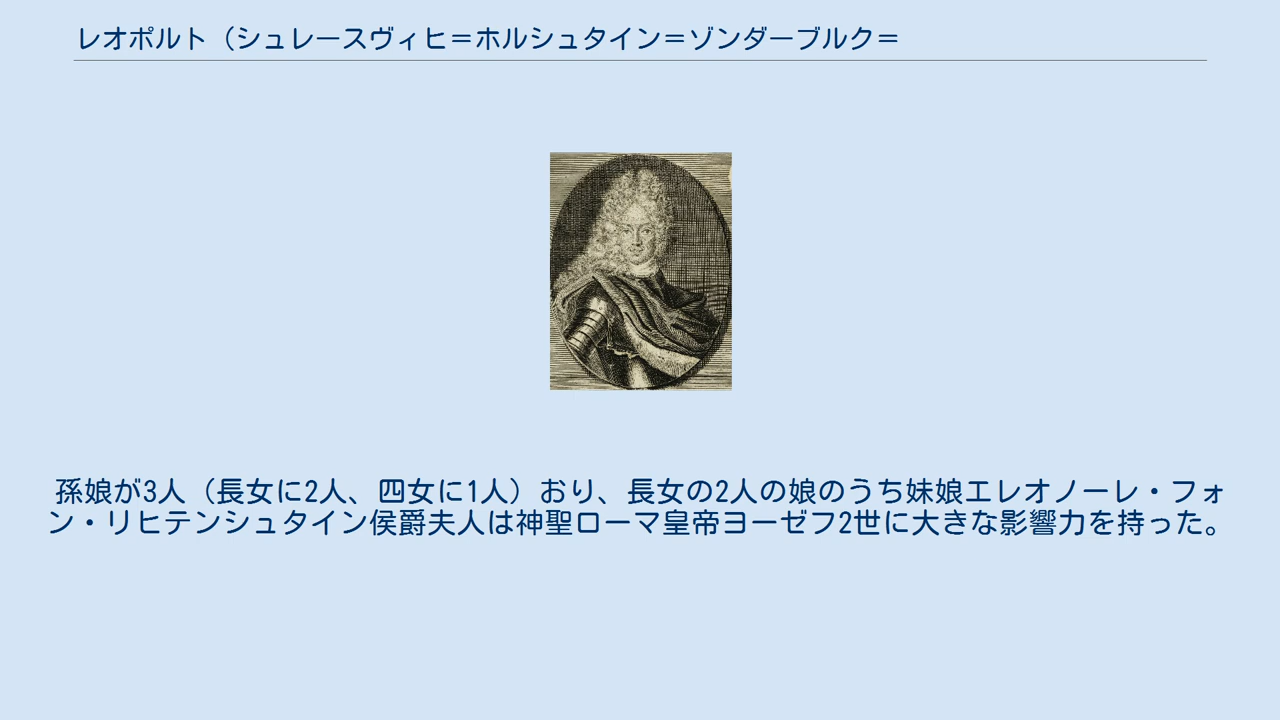 レオポルト（シュレースヴィヒ＝ホルシュタイン＝ゾンダーブルク＝
孫娘が3人（長女に2人、四女に1人）おり、長女の2人の娘のうち妹娘エレオノーレ・フォ
ン・リヒテンシュタイン侯爵夫人は神聖ローマ皇帝ヨーゼフ2世に大きな影響力を持った。